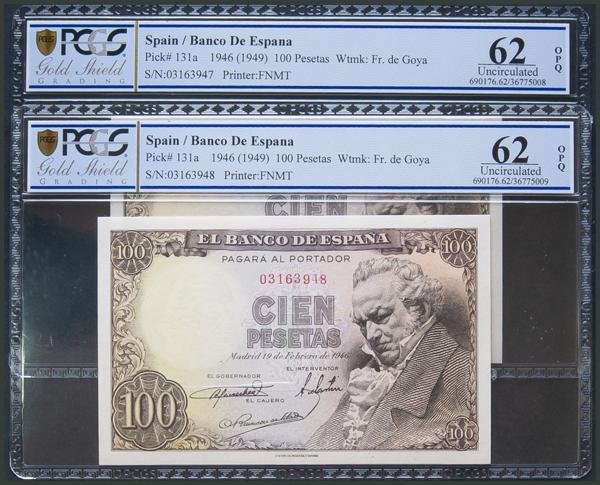 PCGS
Gold Shield
GRADING
Spain / Banco De Espana
Pick# 131a 1946 (1949) 100 Pesetas Wtmk: Fr. de Goya
S/N:03163947 Printer:FNMT
62
Uncirculated
690176.62/36775008
OPQ
PCGS
Gold Shield
GRADING
Spain / Banco De Espana
Pick# 131a 1946 (1949) 100 Pesetas Wtmk: Fr. de Goya
S/N:03163948 Printer:FNMT
62
Uncirculated
690176.62/36775009
OPQ
CIEN
100 EL BANCO DE ESPAÑA 100
PAGARÁ AL PORTADOR
03163948
CIEN
PESETAS
Madrid 19 de Febrero de 1946
EL INTERVENTOR
EL GOBERNADOR
EL CAJERO
100
100